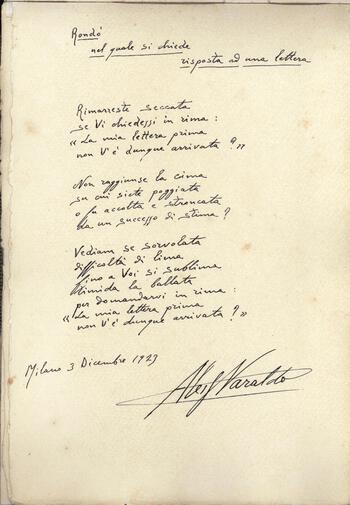 Rondò
nel quale si chiede
risposta ad una lettera
Rimarreste seccata
se Vi chiedessi in rima:
«La mia lettera prima
non V'è dunque arrivata?»
Non raggiunse la cima
su cui siete poggiata
o fu accolta e stroncata
da un successo di stima?
Vediam se sorvolata
difficoltà di lima
fino a Voi si sublima
timida la ballata
per domandarvi in rima:
«La mia lettera prima
non V'è dunque arrivata?»
Milano 3 Dicembre 1923
Varaldo